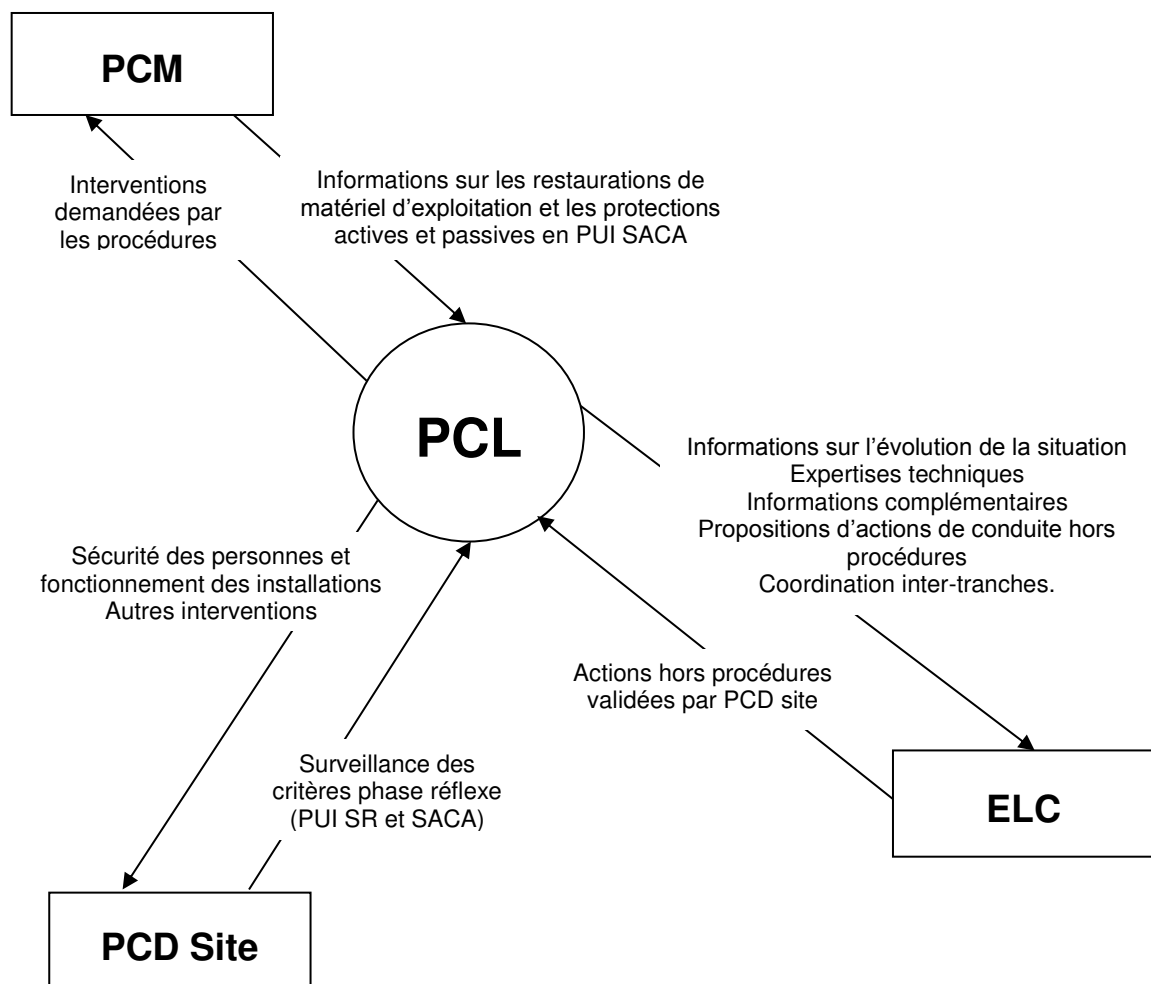 PCM
Interventions
demandées par
les procédures
Informations sur les restaurations de
matériel d'exploitation et les protections
actives et passives en PUI SACA
PCL
Informations sur l'évolution de la situation
Expertises techniques
Informations complémentaires
Propositions d'actions de conduite hors
procédures
Coordination inter-tranches.
Sécurité des personnes et
fonctionnement des installations
Autres interventions
Actions hors procédures
validées par PCD site
Surveillance des
critères phase réflexe
(PUI SR et SACA)
ELC
PCD Site